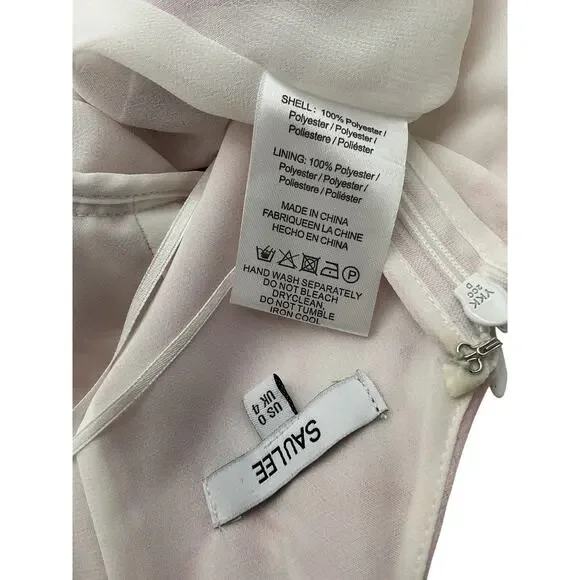 SHELL: 100% Polyester/
Polyester / Polyester /
Poliestere / Poliéster
LINING: 100% Polyester/
Polyester / Polyester /
Poliestere / Poliéster
MADE IN CHINA
FABRIQUEEN LA CHINE
HECHO EN CHINA
P
HAND WASH SEPARATELY
DO NOT BLEACH
DRYCLEAN.
DO NOT TUMBLE
IRON COOL
YKK
2CC
D
US 0
UK 4
SAULEE